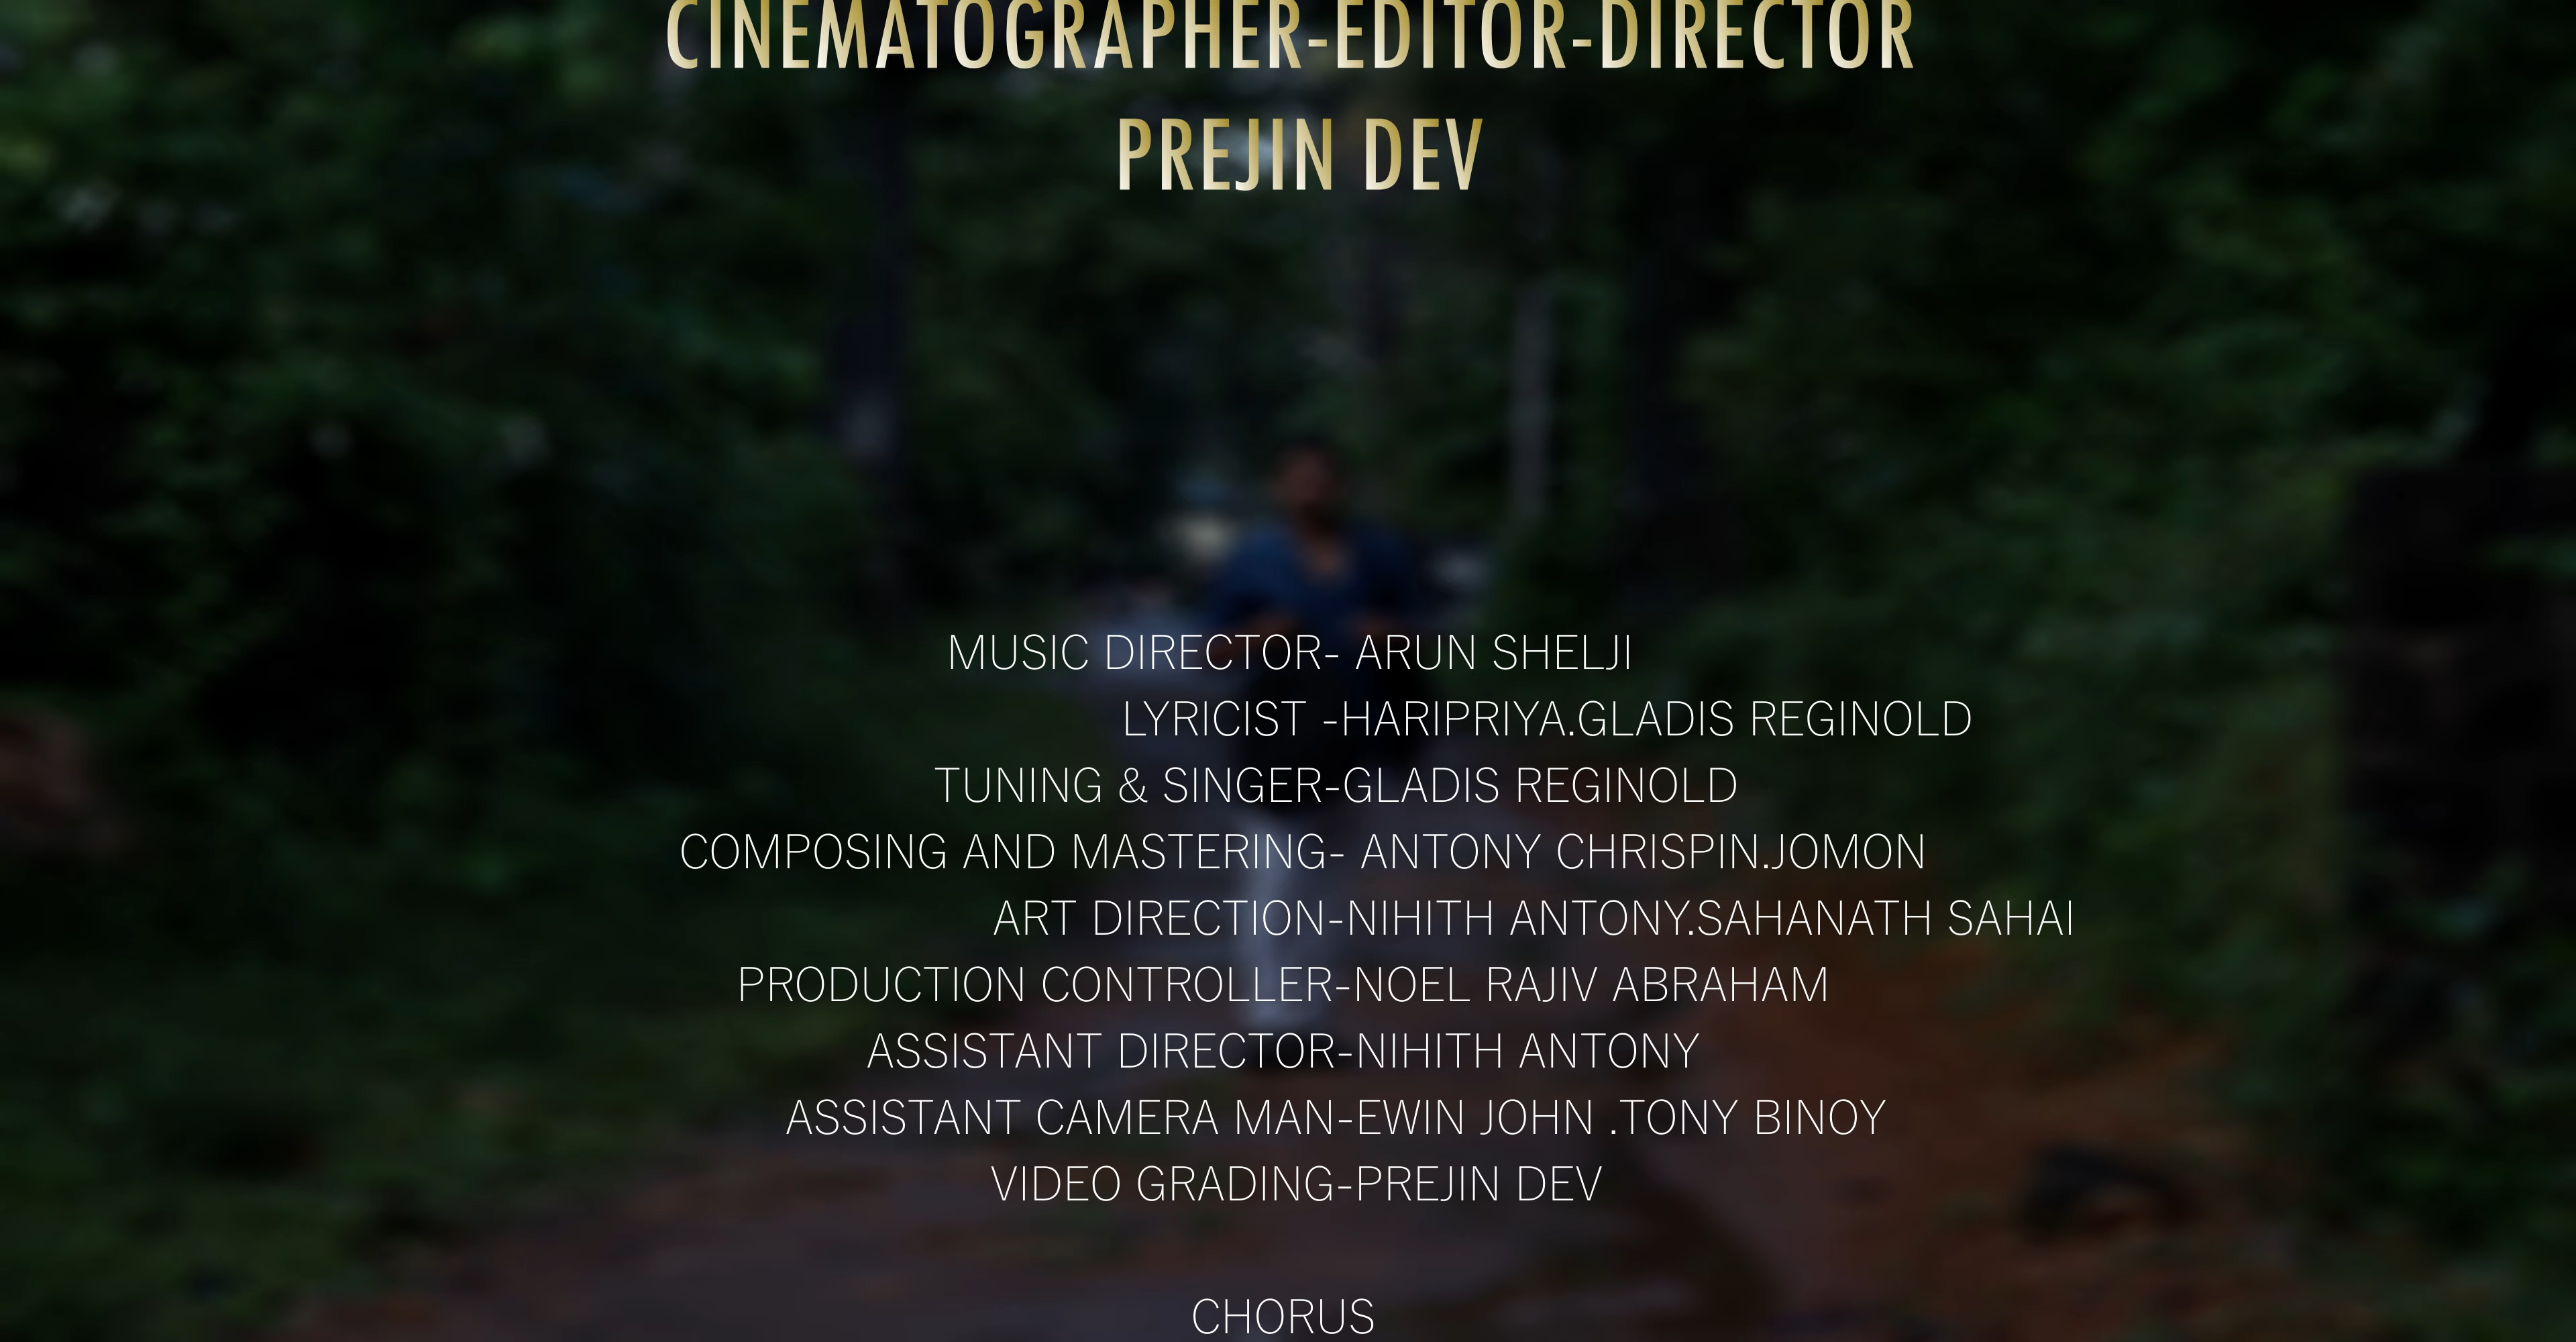 CINEMATOGRAPHER-EDITOR-DIRECTOR
PREJIN DEV
MUSIC DIRECTOR- ARUN SHELJI
LYRICIST -HARIPRIYA.GLADIS REGINOLD
TUNING & SINGER-GLADIS REGINOLD
COMPOSING AND MASTERING- ANTONY CHRISPIN.JOMON
ART DIRECTION-NIHITH ANTONY.SAHANATH SAHAI
PRODUCTION CONTROLLER-NOEL RAJIV ABRAHAM
ASSISTANT DIRECTOR-NIHITH ANTONY
ASSISTANT CAMERA MAN-EWIN JOHN .TONY BINOY
VIDEO GRADING-PREJIN DEV
CHORUS